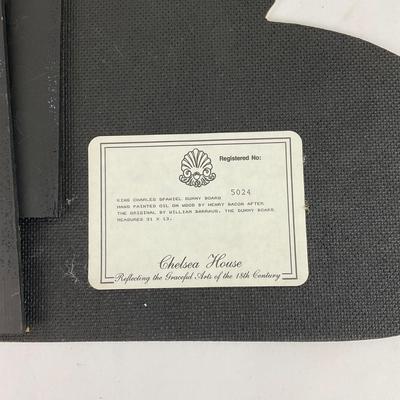 Registered No:
5024
KING CHARLES SPANIEL DUMMY BOARD
HAND PAINTED OIL ON WOOD BY HENRY BACON AFTER
THE ORIGINAL BY WILLIAM BARRAUD. THE DUMMY BOARD
MEASURES 31 X 13.
Chelsea House
Reflecting the Graceful Arts of the 18th Century